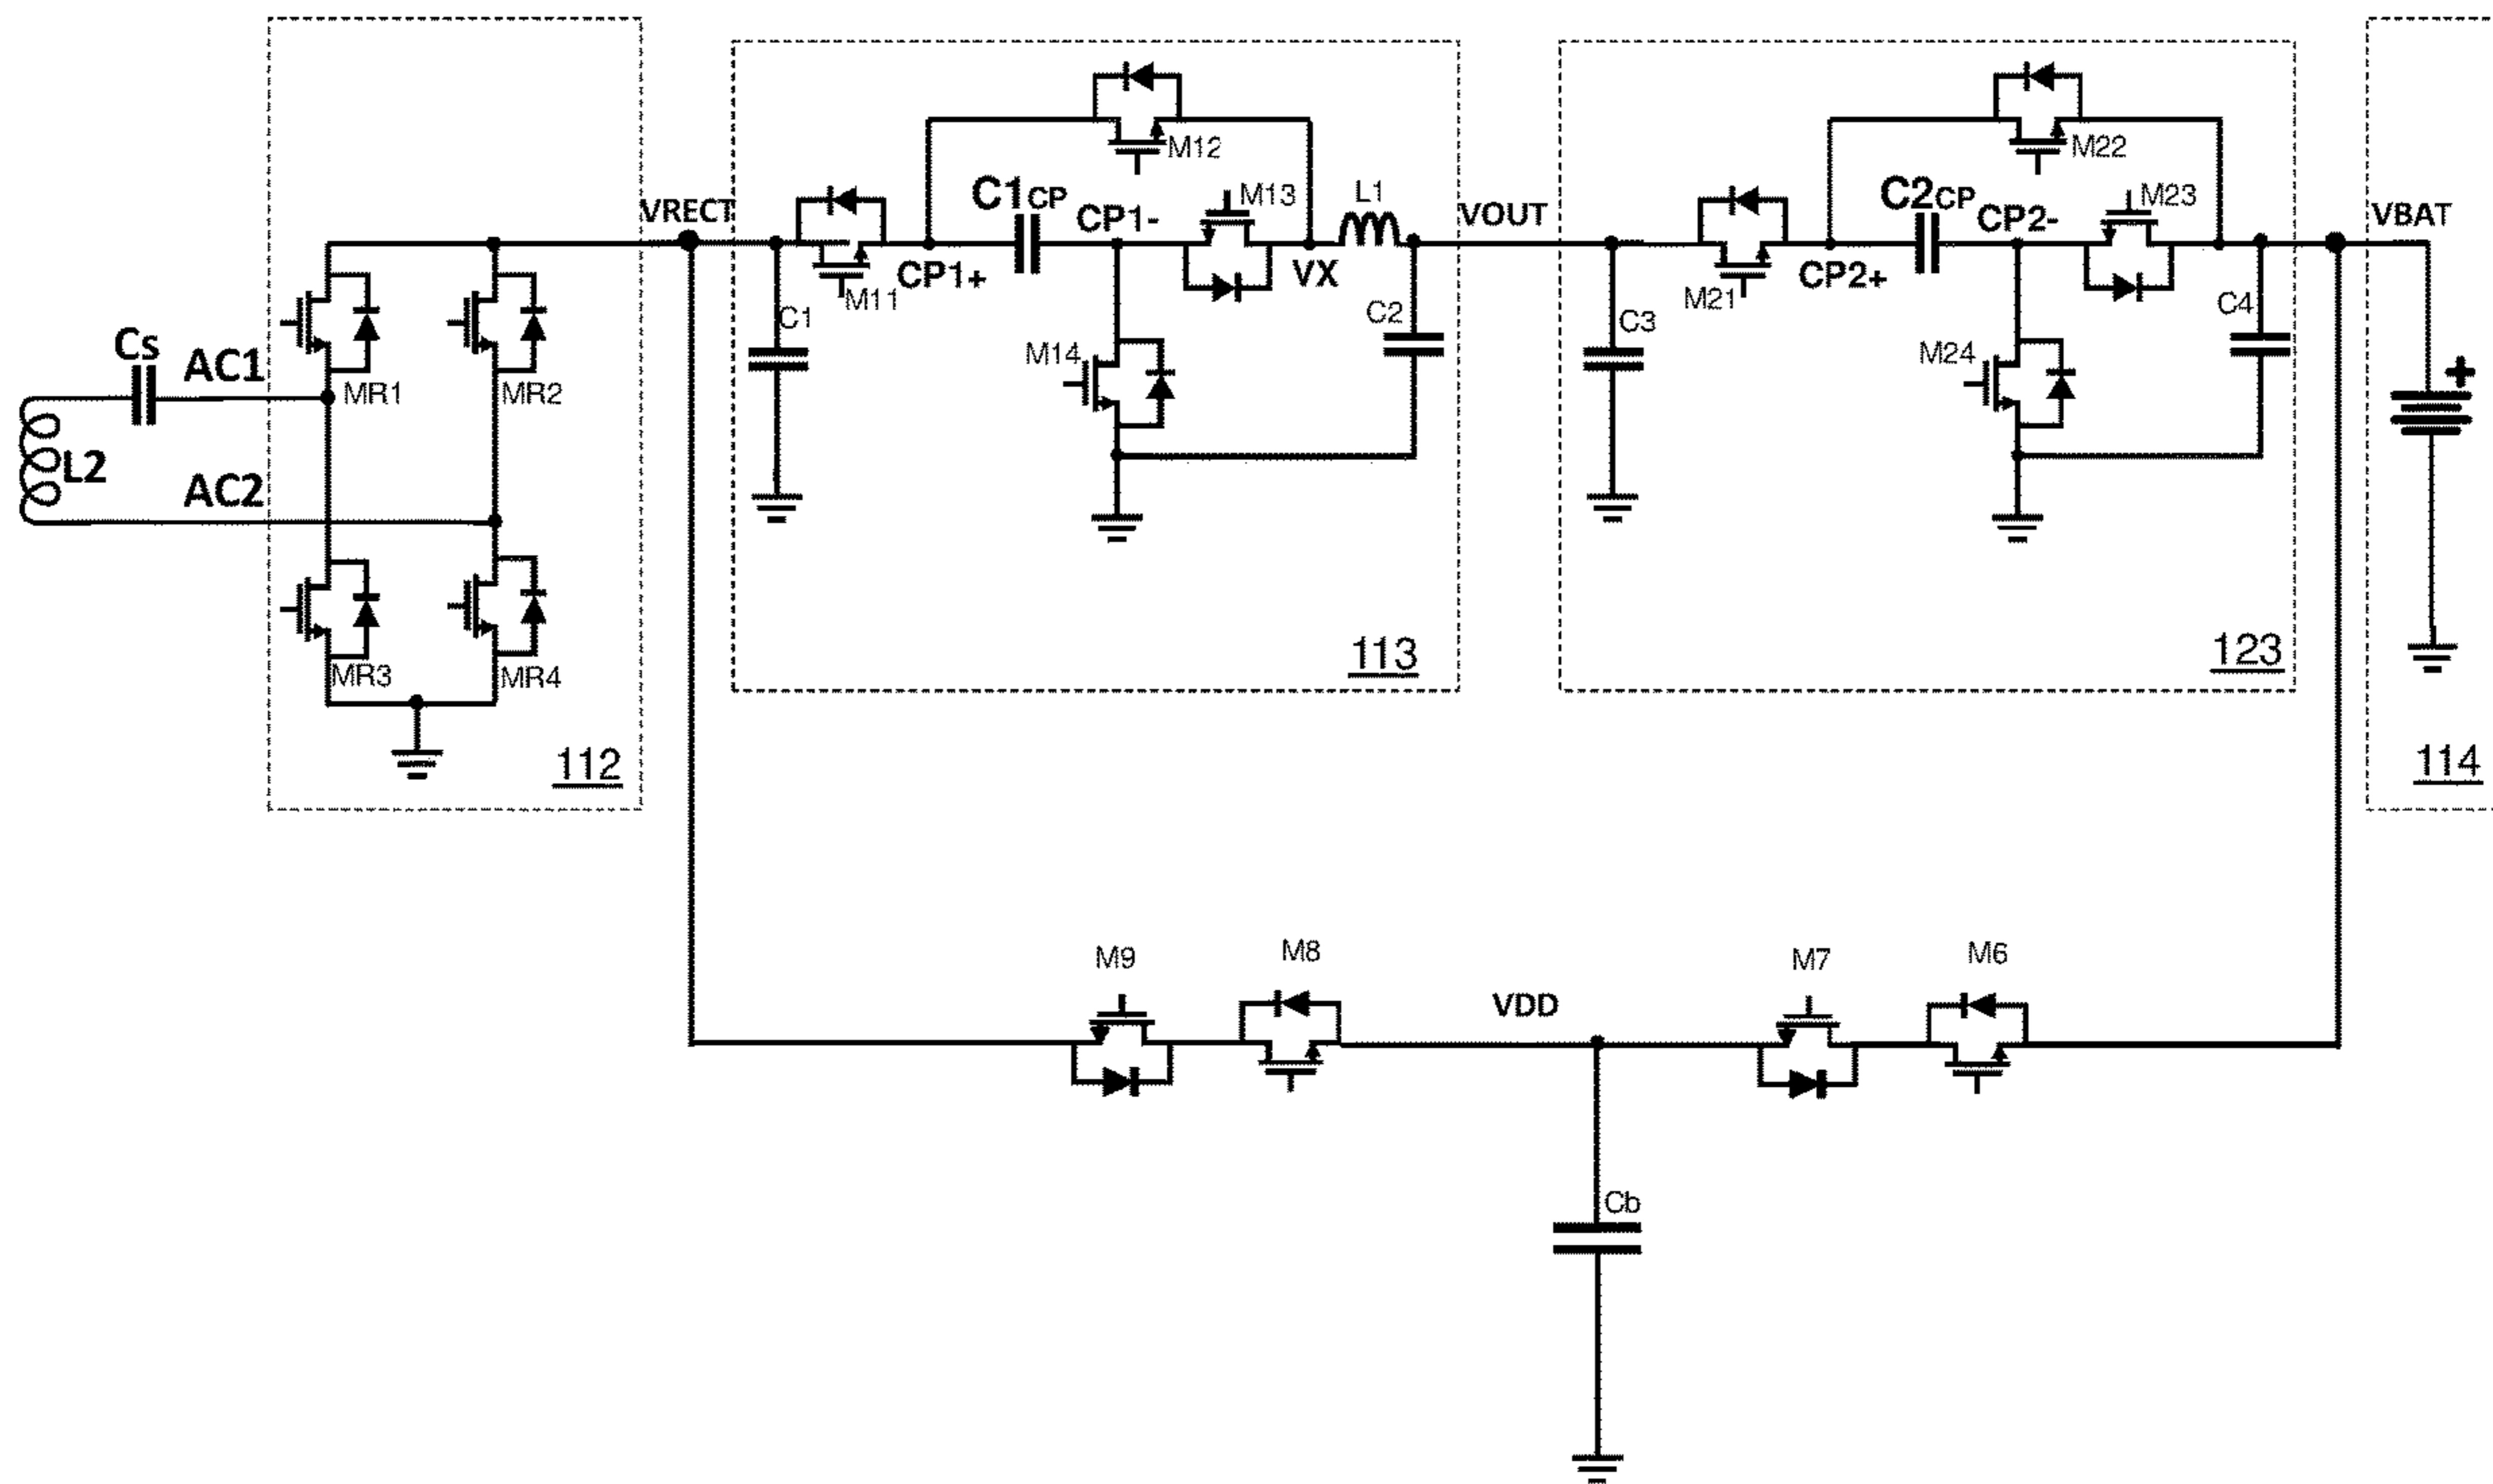 M12
M22
C1CP
CP1-
M13
L1
VOUT
C2CP
CP2-
M23
VBAT
VRECT
CP1+
VX
CP2+
M11
M21
C1
C2
C3
C4
Cs
AC1
MR1
MR2
M14
M24
+
L2
AC2
113
123
MR3
MR4
112
114
M9
M8
VDD
M7
M6
Cb